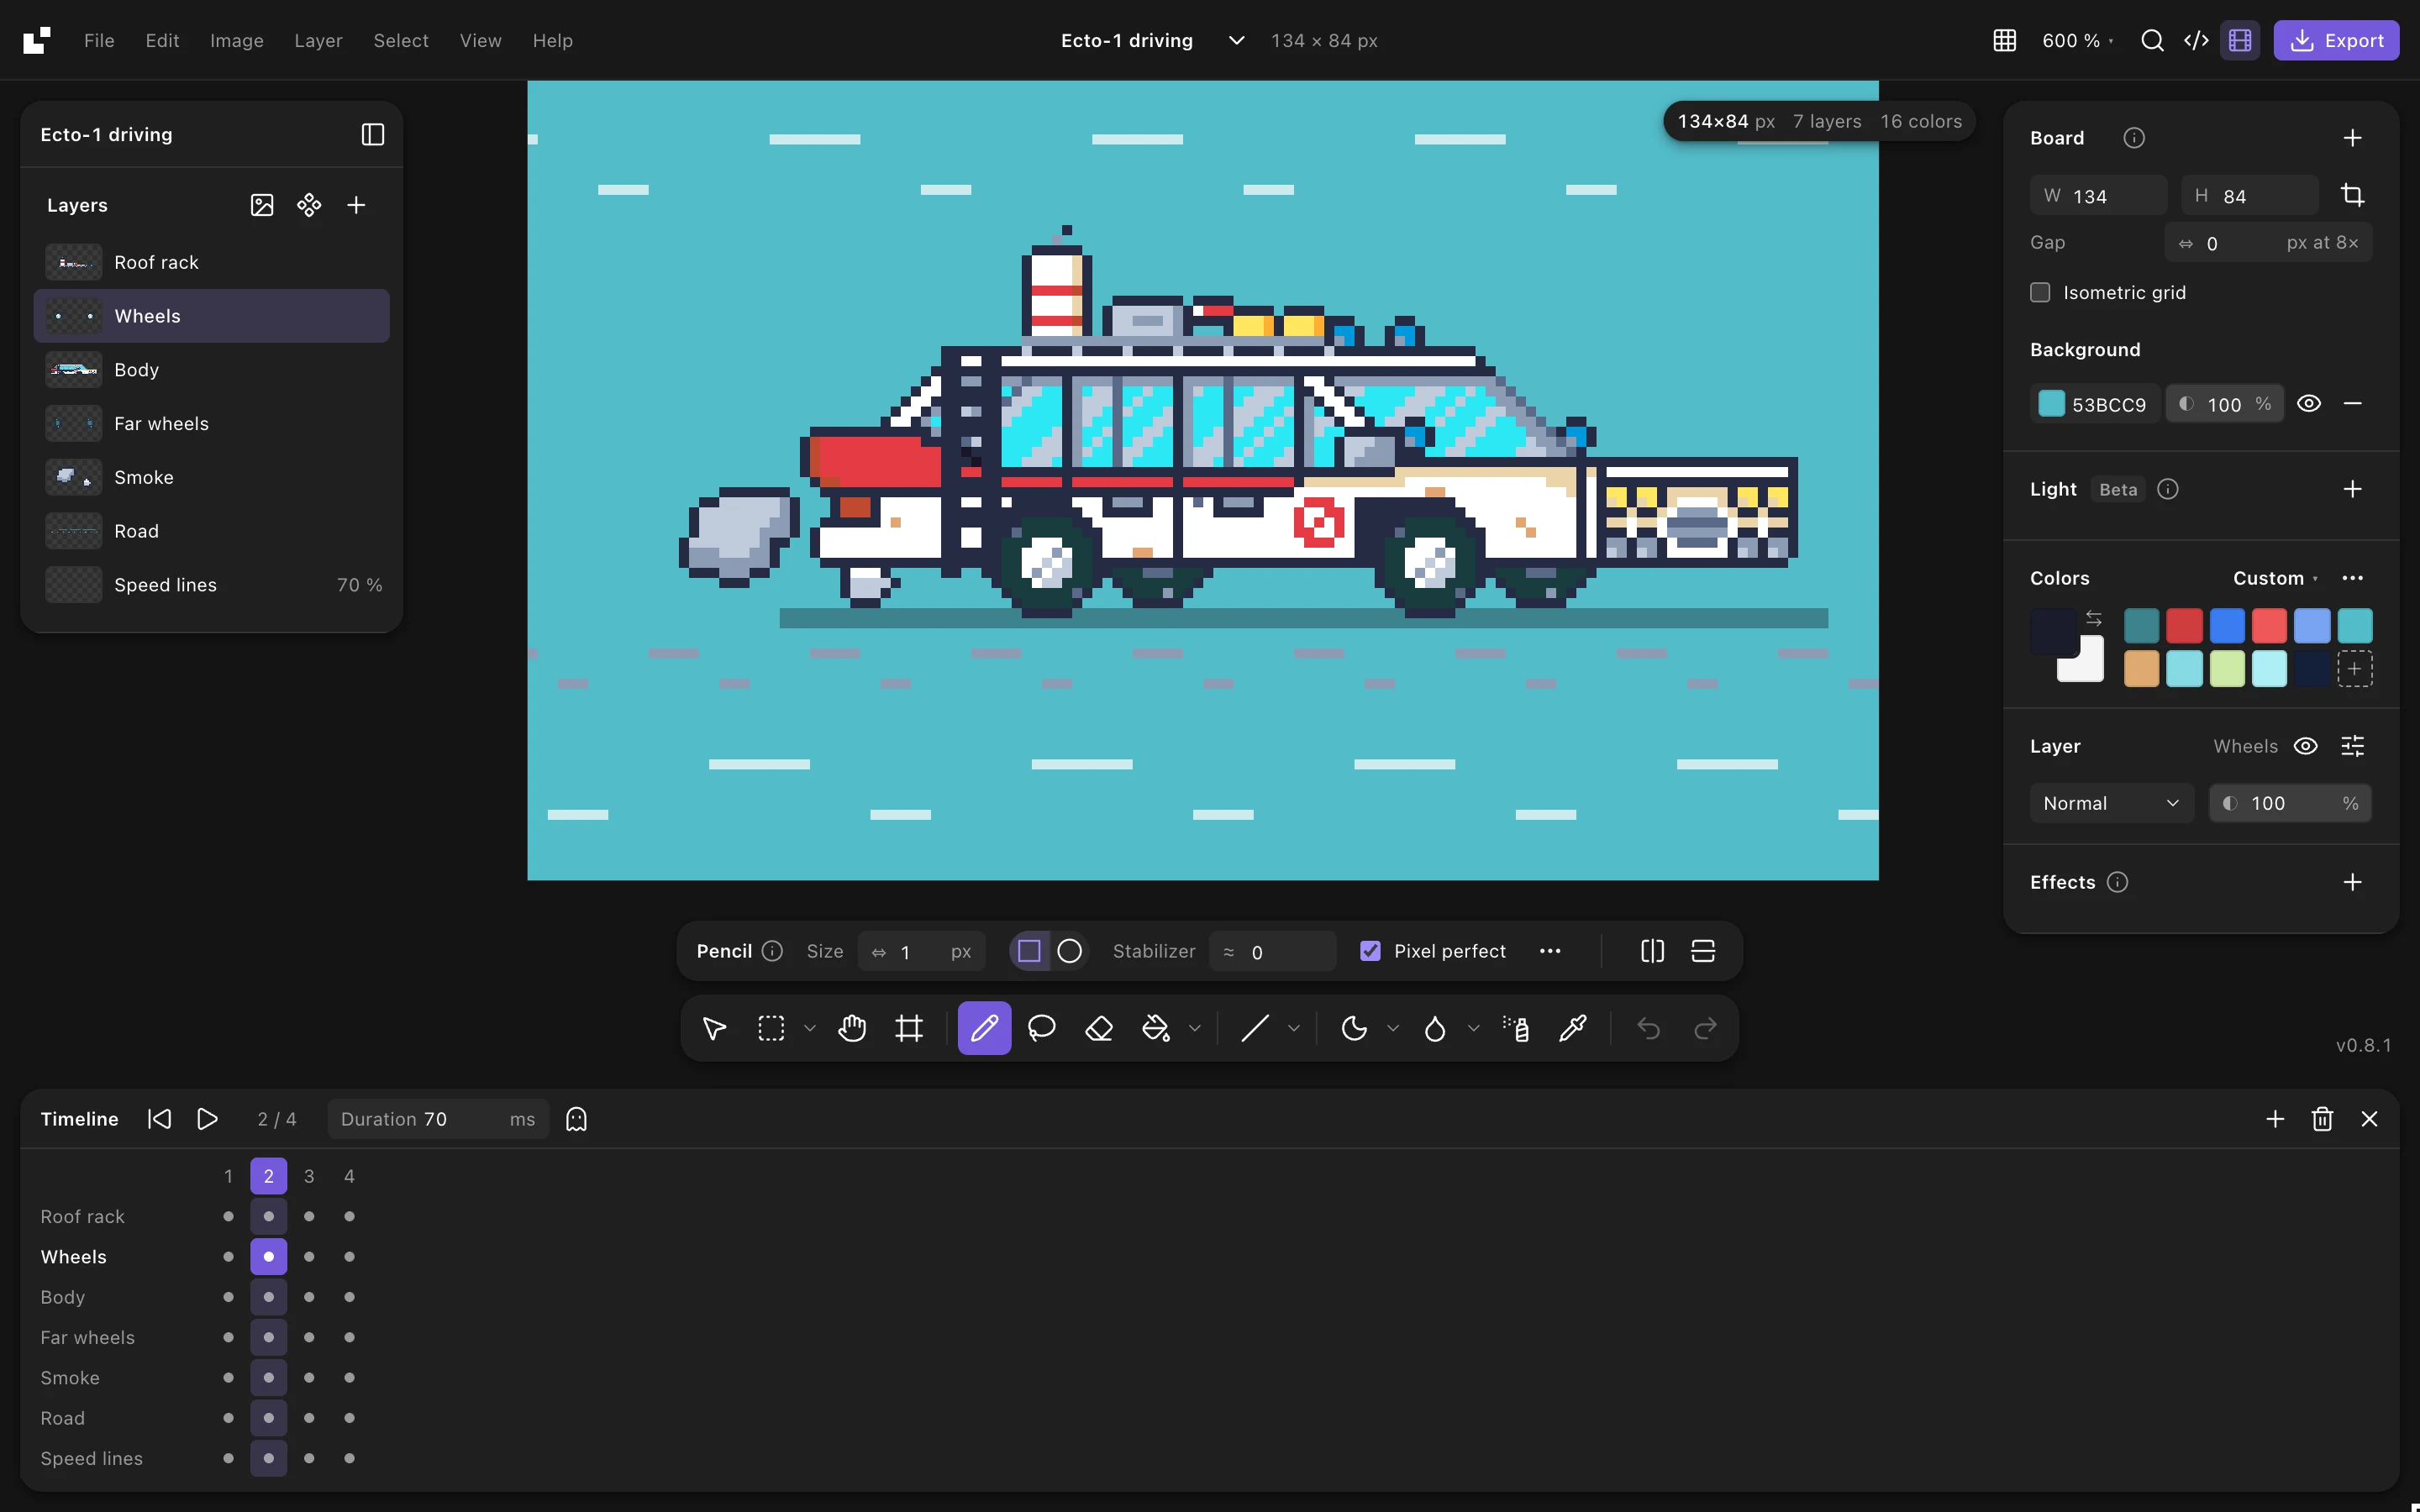 File Edit Image Layer Select View Help
Ecto-1 driving 134 × 84 px
600 % Export
Ecto-1 driving
Layers
Roof rack
Wheels
Body
Far wheels
Smoke
Road
Speed lines 70 %
134×84 px 7 layers 16 colors
Board
W 134 H 84
Gap 0 px at 8×
Isometric grid
Background
53BCC9 100 %
Light Beta
Colors Custom
Layer Wheels
Normal 100 %
Effects
Pencil Size 1 px Stabilizer ≈ 0 Pixel perfect
v0.8.1
Timeline 2 / 4 Duration 70 ms
1 2 3 4
Roof rack
Wheels
Body
Far wheels
Smoke
Road
Speed lines